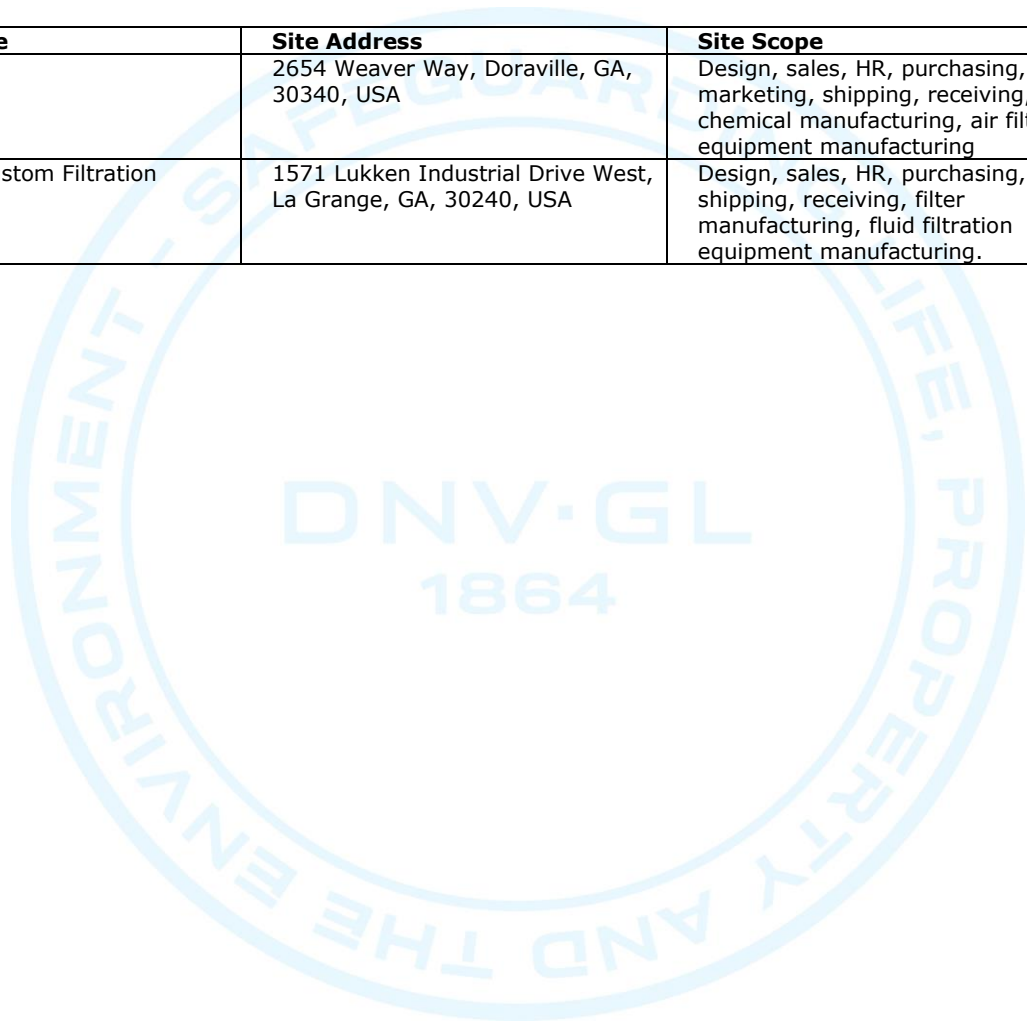 Site Address Site Scope
2654 Weaver Way, Doraville, GA, Design, sales, HR, purchasing,
30340, USA marketing, shipping, receiving,
chemical manufacturing, air
equipment manufacturing
Filtration 1571 Lukken Industrial Drive West, Design, sales, HR, purchasing,
La Grange, GA, 30240, USA shipping, receiving, filter
manufacturing, fluid filtration
equipment manufacturing.
SAFEGUARDING LIFE, PROPERTY AND THE ENVIRONMENT –
DNV·GL
1864